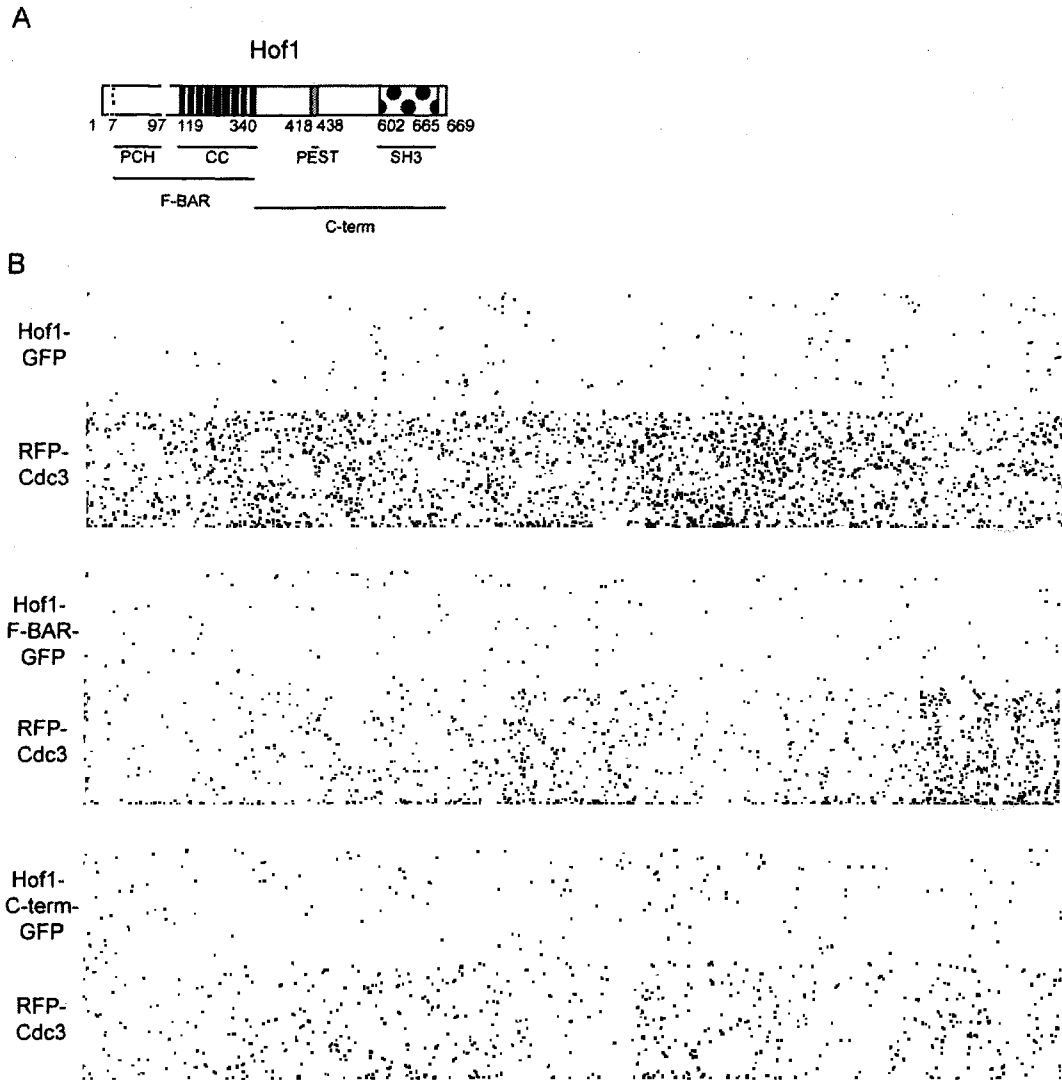 A
Hof1
1 7 97 119 340 418 438 602 665 669
PCH CC PEST SH3
F-BAR
C-term
B
Hof1-
GFP
RFP-
Cdc3
Hof1-
F-BAR-
GFP
RFP-
Cdc3
Hof1-
C-term-
GFP
RFP-
Cdc3